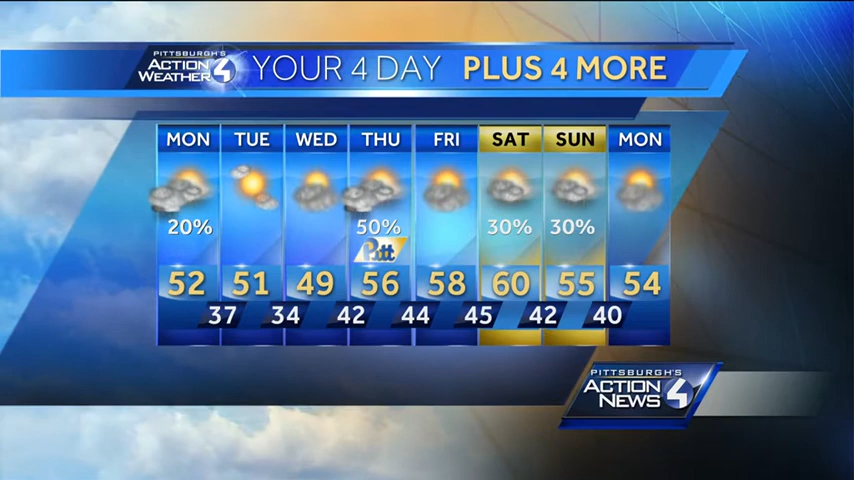 PITTSBURGH'S
ACTION
WEATHER 4
YOUR 4 DAY PLUS 4 MORE
MON TUE WED THU FRI SAT SUN MON
20% 50% 30% 30%
Pitt
52 51 49 56 58 60 55 54
37 34 42 44 45 42 40
PITTSBURGH'S
ACTION
NEWS 4